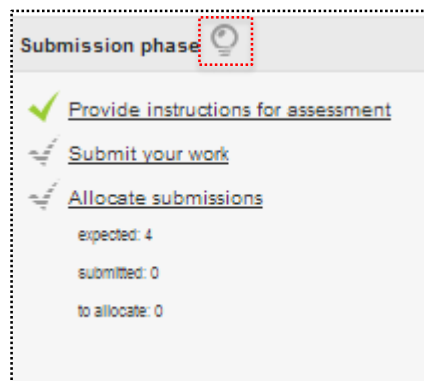 Submission phase
Provide instructions for assessment
Submit your work
Allocate submissions
expected: 4
submitted: 0
to allocate: 0